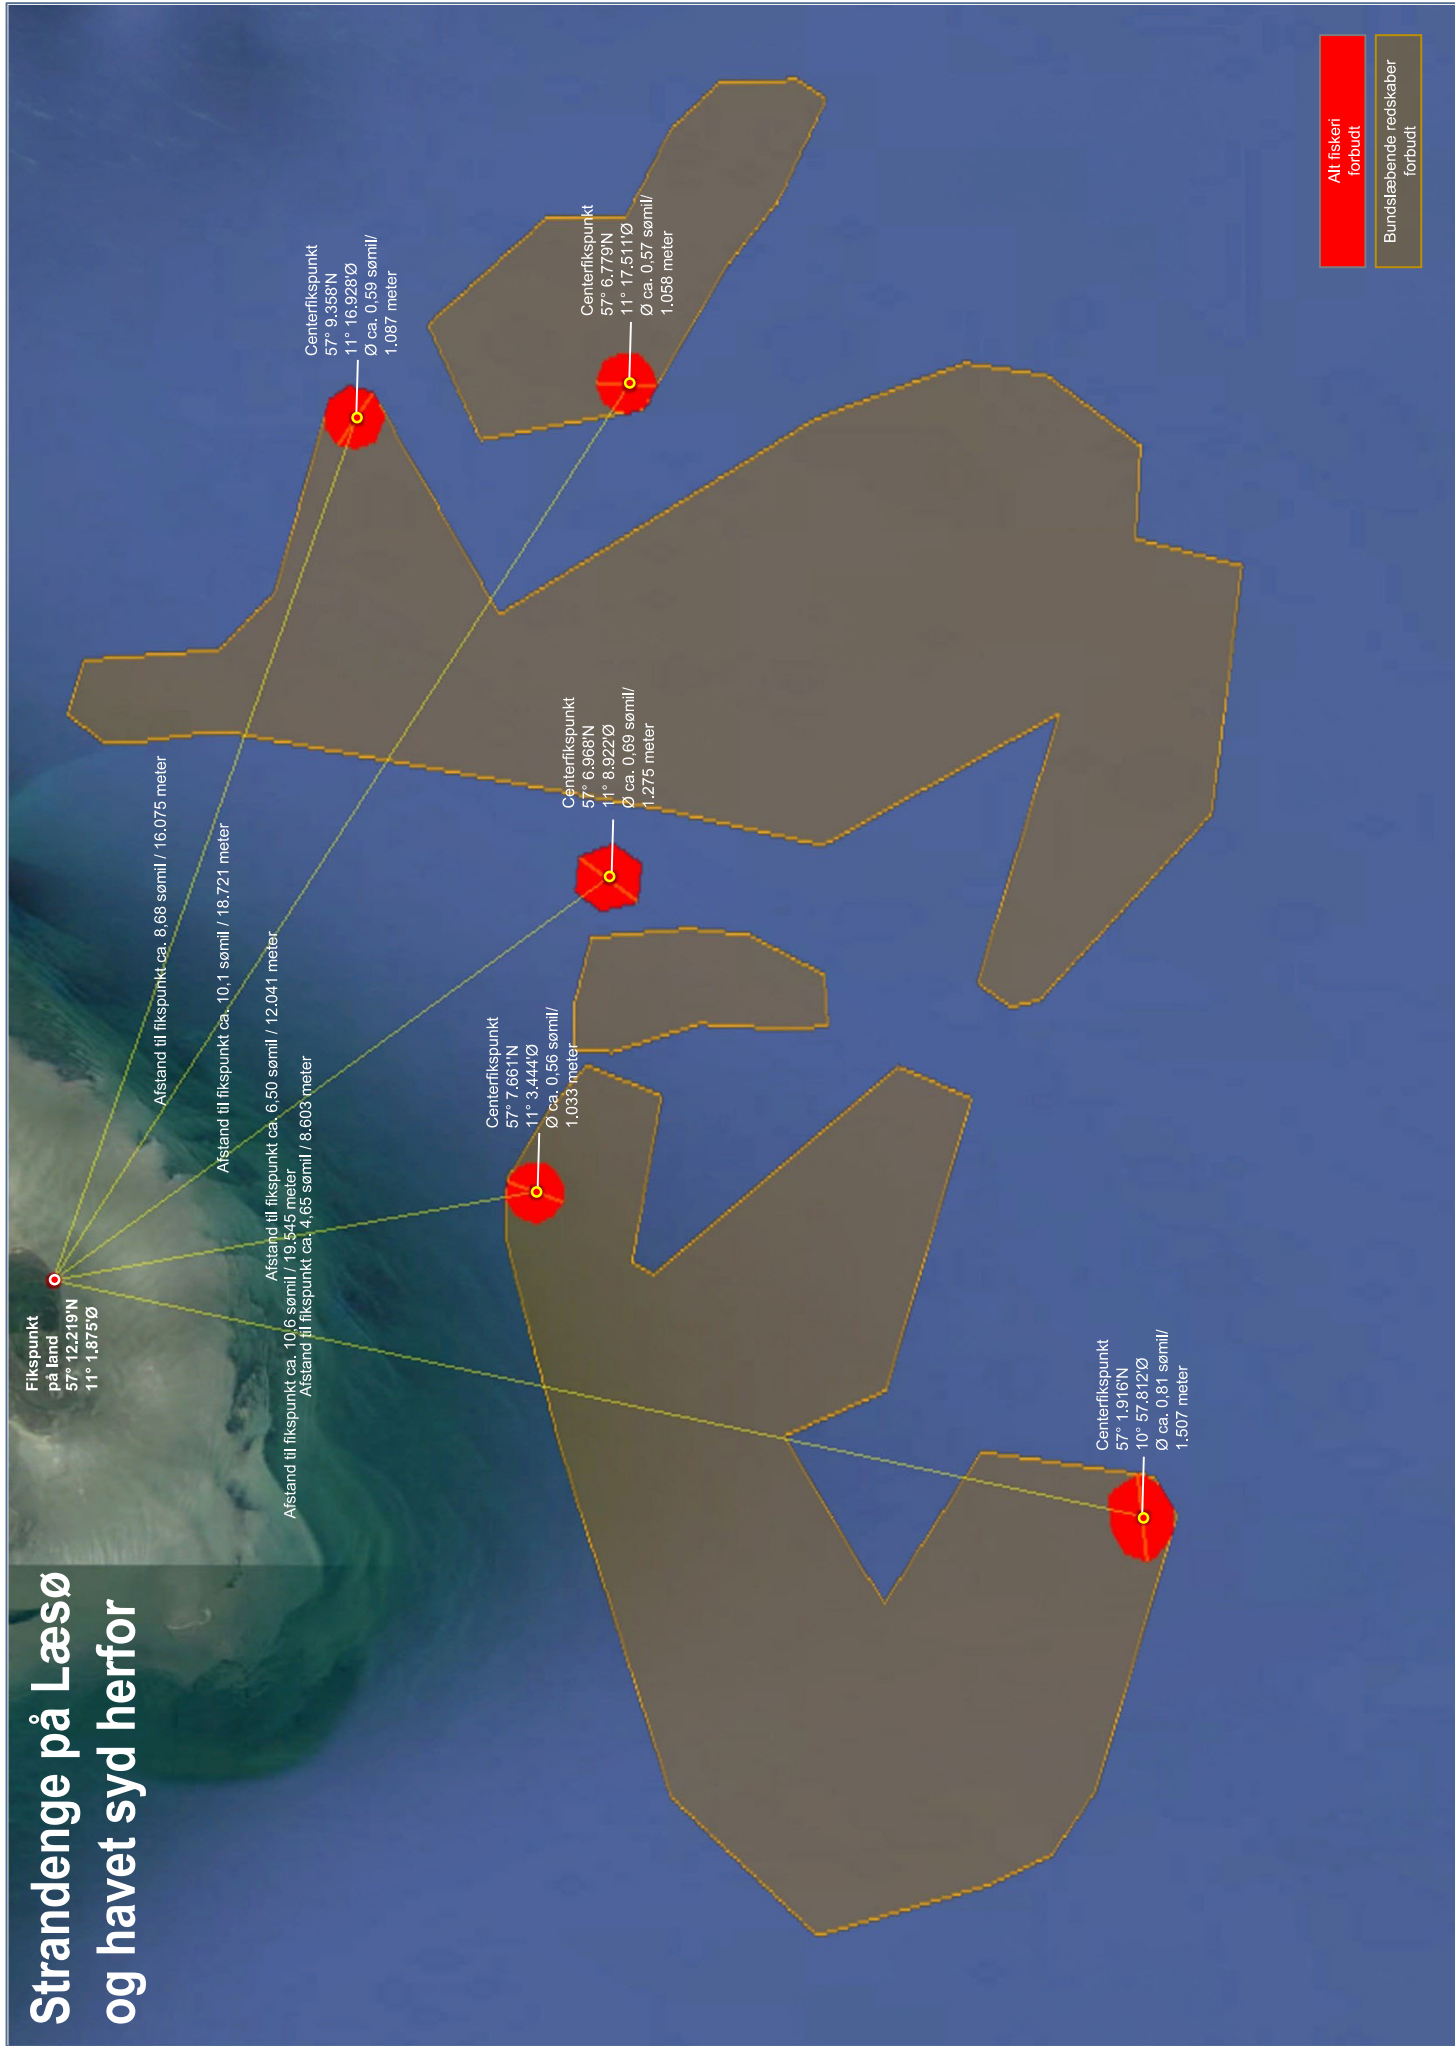 Strandenge på Læsø
og havet syd herfor
Fikspunkt
på land
57° 12.219'N
11° 1.875'Ø
Afstand til fikspunkt ca. 10,6 sømil / 19.545 meter
Afstand til fikspunkt ca. 4,65 sømil / 8.603 meter
Afstand til fikspunkt ca. 6,50 sømil / 12.041 meter
Afstand til fikspunkt ca. 10,1 sømil / 18.721 meter
Afstand til fikspunkt ca. 8,68 sømil / 16.075 meter
Centerfikspunkt
57° 1.916'N
10° 57.812'Ø
Ø ca. 0,81 sømil/
1.507 meter
Centerfikspunkt
57° 7.661'N
11° 3.444'Ø
Ø ca. 0,56 sømil/
1.033 meter
Centerfikspunkt
57° 6.968'N
11° 8.922'Ø
Ø ca. 0,69 sømil/
1.275 meter
Centerfikspunkt
57° 9.358'N
11° 16.928'Ø
Ø ca. 0,59 sømil/
1.087 meter
Centerfikspunkt
57° 6.779'N
11° 17.511'Ø
Ø ca. 0,57 sømil/
1.058 meter
Alt fiskeri
forbudt
Bundslæbende redskaber
forbudt